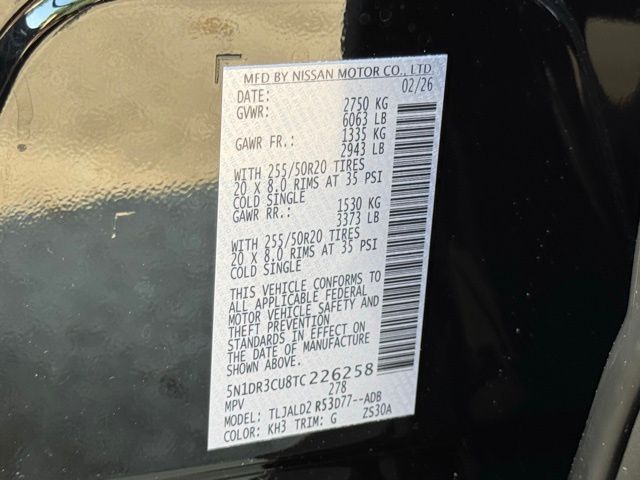 MFD BY NISSAN MOTOR CO., LTD
DATE: 02/26
GVWR: 2750 KG
6063 LB
GAWR FR.: 1335 KG
2943 LB
WITH 255/50R20 TIRES
20 X 8.0 RIMS AT 35 PSI
COLD SINGLE
GAWR RR.: 1530 KG
3373 LB
WITH 255/50R20 TIRES
20 X 8.0 RIMS AT 35 PSI
COLD SINGLE
THIS VEHICLE CONFORMS TO
ALL APPLICABLE FEDERAL
MOTOR VEHICLE SAFETY AND
THEFT PREVENTION
STANDARDS IN EFFECT ON
THE DATE OF MANUFACTURE
SHOWN ABOVE.
5N1DR3CU8TC226258
278
MPV
MODEL: TLJALD2 R53D77--ADB
COLOR: KH3 TRIM: G ZS30A